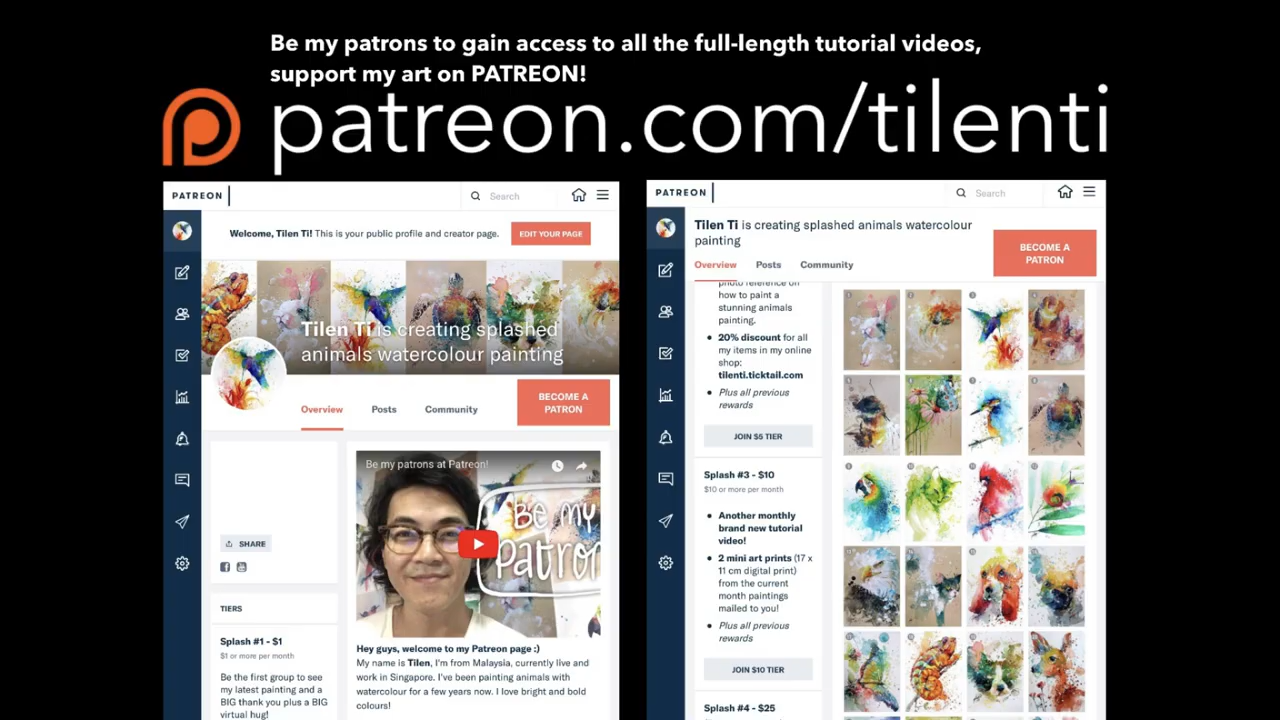 Be my patrons to gain access to all the full-length tutorial videos,
support my art on PATREON!
patreon.com/tilenti
PATREON
Search
Welcome, Tilen Ti! This is your public profile and creator page.
EDIT YOUR PAGE
Tilen Ti is creating splashed
animals watercolour painting
Overview
Posts
Community
BECOME A
PATRON
SHARE
TIERS
Splash #1 - $1
$1 or more per month
Be the first group to see
my latest painting and a
BIG thank you plus a BIG
virtual hug!
Be my patrons at Patreon!
Be my
Patron
Hey guys, welcome to my Patreon page :)
My name is Tilen, I'm from Malaysia, currently live and
work in Singapore. I've been painting animals with
watercolour for a few years now. I love bright and bold
colours!
PATREON
Search
Tilen Ti is creating splashed animals watercolour
painting
BECOME A
PATRON
Overview
Posts
Community
photo reference on
how to paint a
stunning animals
painting.
20% discount for all
my items in my online
shop:
tilenti.ticktail.com
Plus all previous
rewards
JOIN $5 TIER
Splash #3 - $10
$10 or more per month
Another monthly
brand new tutorial
video!
2 mini art prints (17 x
11 cm digital print)
from the current
month paintings
mailed to you!
Plus all previous
rewards
JOIN $10 TIER
Splash #4 - $25